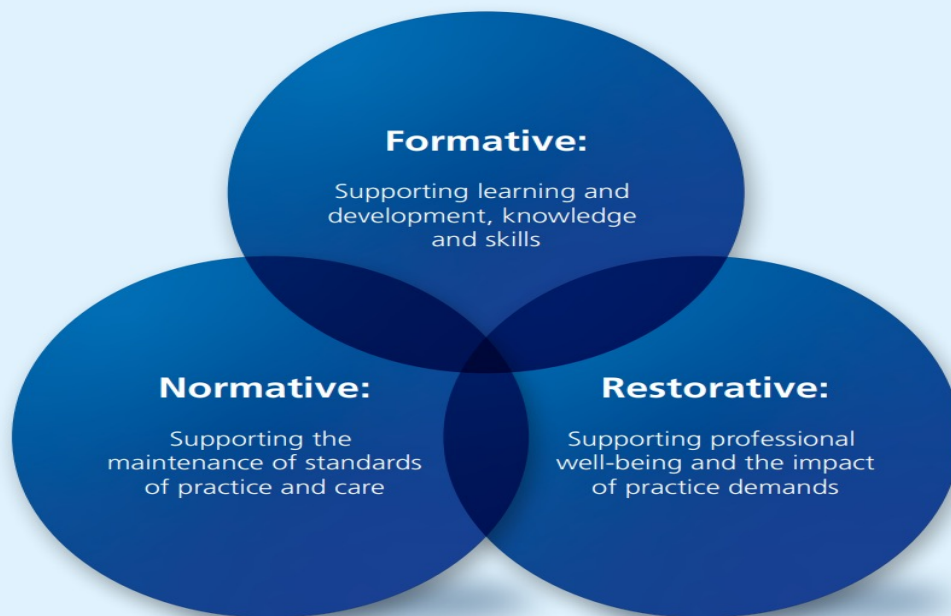 Formative:
Supporting learning and
development, knowledge
and skills
Normative:
Supporting the
maintenance of standards
of practice and care
Restorative:
Supporting professional
well-being and the impact
of practice demands